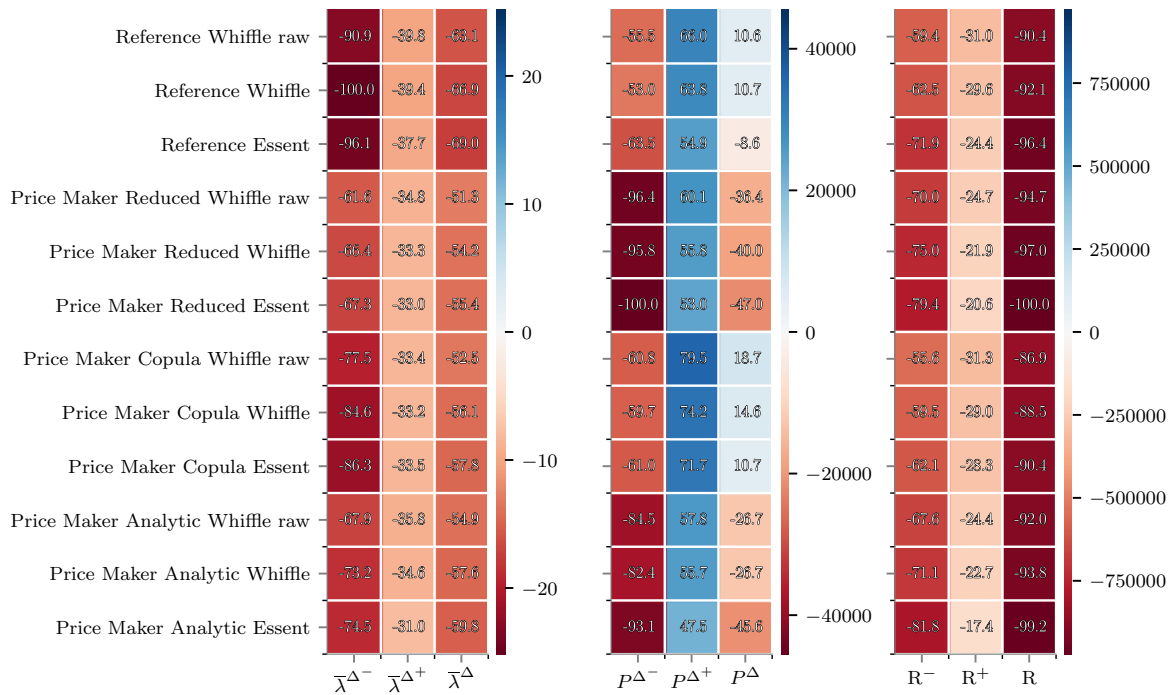 Reference Whiffle raw -90.9 -39.8 -63.1 -55.5 66.0 10.6 -59.4 -31.0 -90.4
Reference Whiffle -100.0 -39.4 -66.9 -53.0 63.8 10.7 -62.5 -29.6 -92.1
Reference Essent -96.1 -37.7 -69.0 -63.5 54.9 -8.6 -71.9 -24.4 -96.4
Price Maker Reduced Whiffle raw -61.6 -34.8 -51.3 -96.4 60.1 -36.4 -70.0 -24.7 -94.7
Price Maker Reduced Whiffle -66.4 -33.3 -54.2 -95.8 55.8 -40.0 -75.0 -21.9 -97.0
Price Maker Reduced Essent -67.3 -33.0 -55.4 -100.0 53.0 -47.0 -79.4 -20.6 -100.0
Price Maker Copula Whiffle raw -77.5 -33.4 -52.5 -60.8 79.5 18.7 -55.6 -31.3 -86.9
Price Maker Copula Whiffle -84.6 -33.2 -56.1 -59.7 74.2 14.6 -59.5 -29.0 -88.5
Price Maker Copula Essent -86.3 -33.5 -57.8 -61.0 71.7 10.7 -62.1 -28.3 -90.4
Price Maker Analytic Whiffle raw -67.9 -35.8 -54.9 -84.5 57.8 -26.7 -67.6 -24.4 -92.0
Price Maker Analytic Whiffle -73.2 -34.6 -57.6 -82.4 55.7 -26.7 -71.1 -22.7 -93.8
Price Maker Analytic Essent -74.5 -31.0 -59.8 -93.1 47.5 -45.6 -81.8 -17.4 -99.2
λ̅^Δ− λ̅^Δ+ λ̅^Δ P^Δ− P^Δ+ P^Δ R⁻ R⁺ R
20
10
0
−10
−20
40000
20000
0
−20000
−40000
750000
500000
250000
0
−250000
−500000
−750000